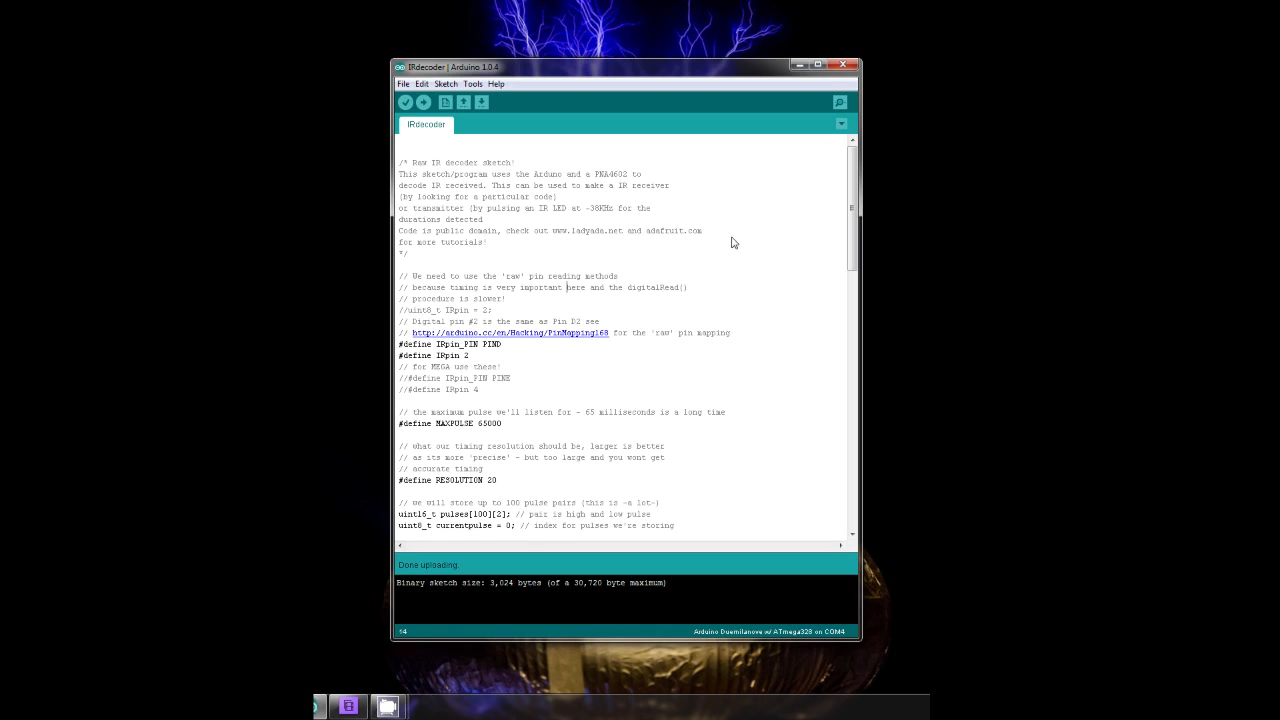 IRdecoder | Arduino 1.0.4
File Edit Sketch Tools Help
IRdecoder
/* Raw IR decoder sketch!
This sketch/program uses the Arduno and a PNA4602 to
decode IR received. This can be used to make a IR receiver
(by looking for a particular code)
or transmitter (by pulsing an IR LED at ~38KHz for the
durations detected
Code is public domain, check out www.ladyada.net and adafruit.com
for more tutorials!
*/
// We need to use the 'raw' pin reading methods
// because timing is very important here and the digitalRead()
// procedure is slower!
//uint8_t IRpin = 2;
// Digital pin #2 is the same as Pin D2 see
// http://arduino.cc/en/Hacking/PinMapping168 for the 'raw' pin mapping
#define IRpin_PIN PIND
#define IRpin 2
// for MEGA use these!
//#define IRpin_PIN PINE
//#define IRpin 4
// the maximum pulse we'll listen for - 65 milliseconds is a long time
#define MAXPULSE 65000
// what our timing resolution should be, larger is better
// as its more 'precise' - but too large and you wont get
// accurate timing
#define RESOLUTION 20
// we will store up to 100 pulse pairs (this is -a lot-)
uint16_t pulses[100][2]; // pair is high and low pulse
uint8_t currentpulse = 0; // index for pulses we're storing
Done uploading.
Binary sketch size: 3,024 bytes (of a 30,720 byte maximum)
14 Arduino Duemilanove w/ ATmega328 on COM4